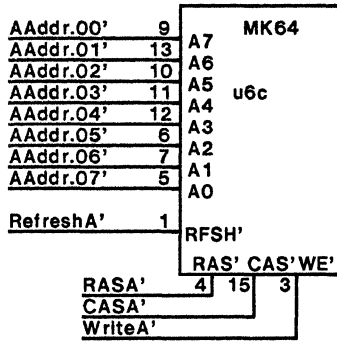 MK64
u6c
AAddr.00' 9 A7
AAddr.01' 13 A6
AAddr.02' 10 A5
AAddr.03' 11 A4
AAddr.04' 12 A3
AAddr.05' 6 A2
AAddr.06' 7 A1
AAddr.07' 5 A0
RefreshA' 1 RFSH'
RAS' CAS' WE'
RASA' 4 15 3
CASA'
WriteA'